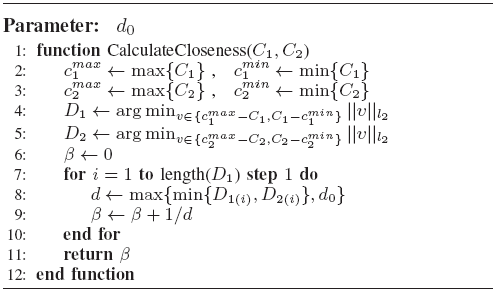 Parameter: d₀
1: function CalculateCloseness(C₁, C₂)
2: c₁^{max} ← max{C₁} , c₁^{min} ← min{C₁}
3: c₂^{max} ← max{C₂} , c₂^{min} ← min{C₂}
4: D₁ ← arg min_{v∈{c₁^{max}−C₁,C₁−c₁^{min}}} ||v||_{l₂}
5: D₂ ← arg min_{v∈{c₂^{max}−C₂,C₂−c₂^{min}}} ||v||_{l₂}
6: β ← 0
7: for i = 1 to length(D₁) step 1 do
8: d ← max{min{D_{1(i)}, D_{2(i)}}, d₀}
9: β ← β + 1/d
10: end for
11: return β
12: end function